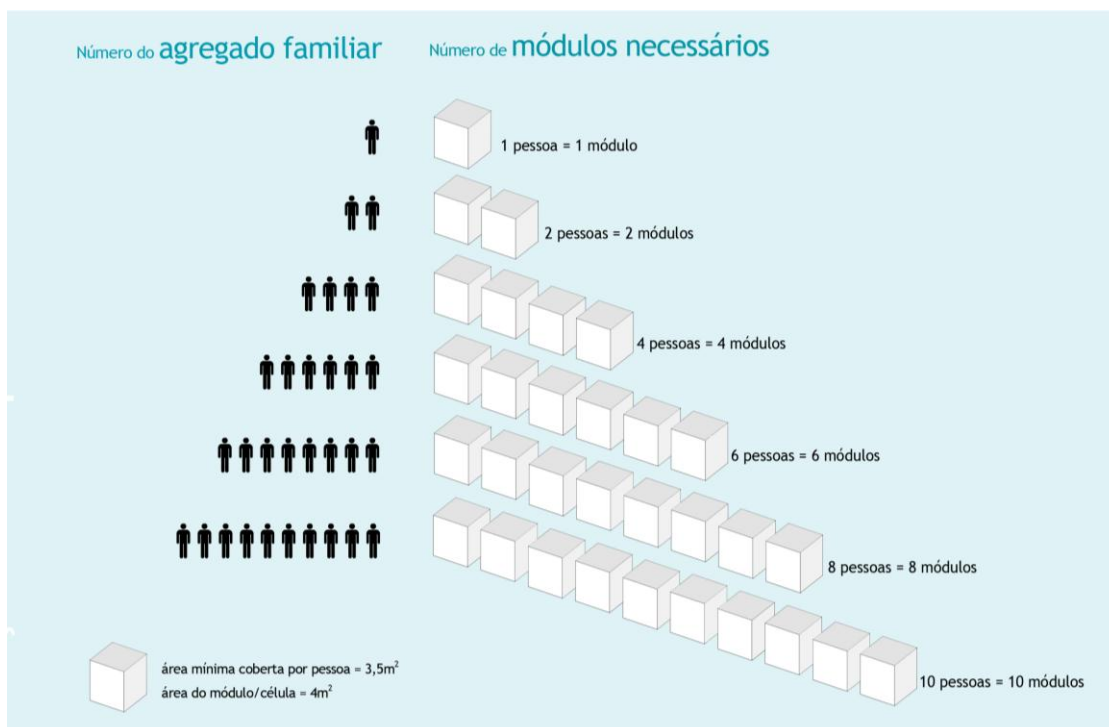 Número do agregado familiar
Número de módulos necessários
1 pessoa = 1 módulo
2 pessoas = 2 módulos
4 pessoas = 4 módulos
6 pessoas = 6 módulos
8 pessoas = 8 módulos
10 pessoas = 10 módulos
área mínima coberta por pessoa = 3,5m²
área do módulo/célula = 4m²